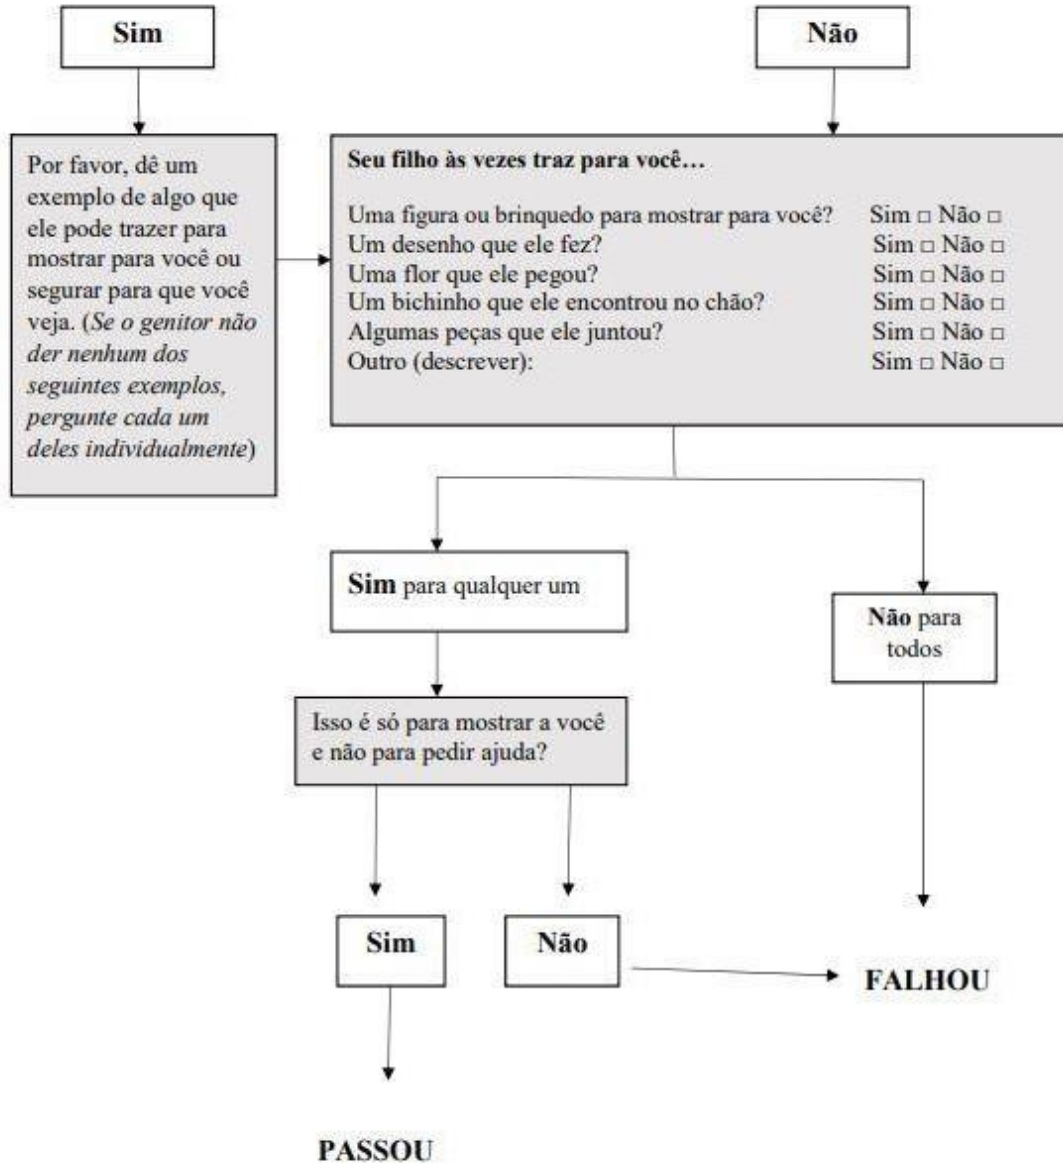 Sim
Não
Por favor, dê um
exemplo de algo que
ele pode trazer para
mostrar para você ou
segurar para que você
veja. (Se o genitor não
der nenhum dos
seguintes exemplos,
pergunte cada um
deles individualmente)
Seu filho às vezes traz para você…
Uma figura ou brinquedo para mostrar para você? Sim □ Não □
Um desenho que ele fez? Sim □ Não □
Uma flor que ele pegou? Sim □ Não □
Um bichinho que ele encontrou no chão? Sim □ Não □
Algumas peças que ele juntou? Sim □ Não □
Outro (descrever): Sim □ Não □
Sim para qualquer um
Não para
todos
Isso é só para mostrar a você
e não para pedir ajuda?
Sim
Não
FALHOU
PASSOU